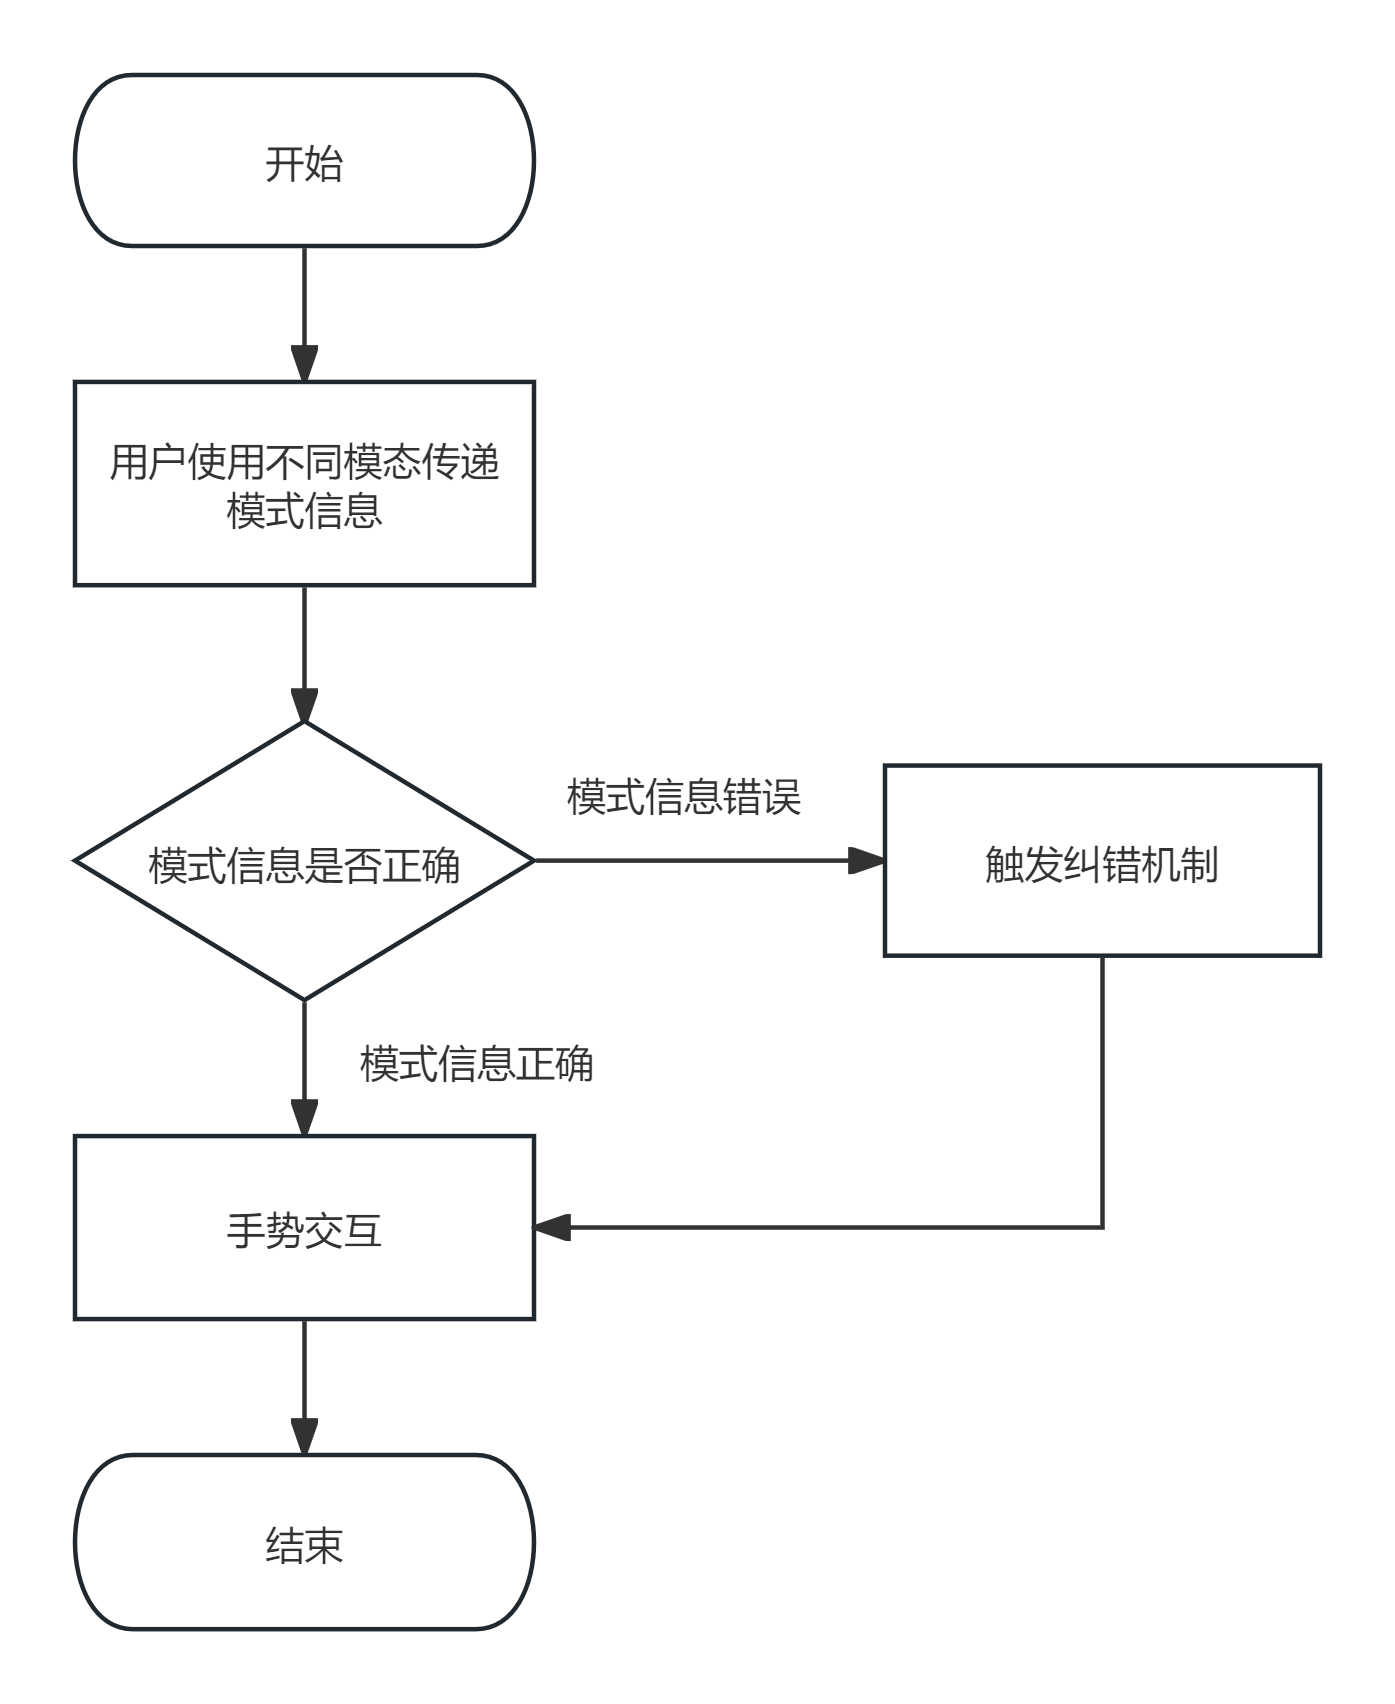 开始
用户使用不同模态传递
模式信息
模式信息错误
模式信息是否正确
触发纠错机制
模式信息正确
手势交互
结束